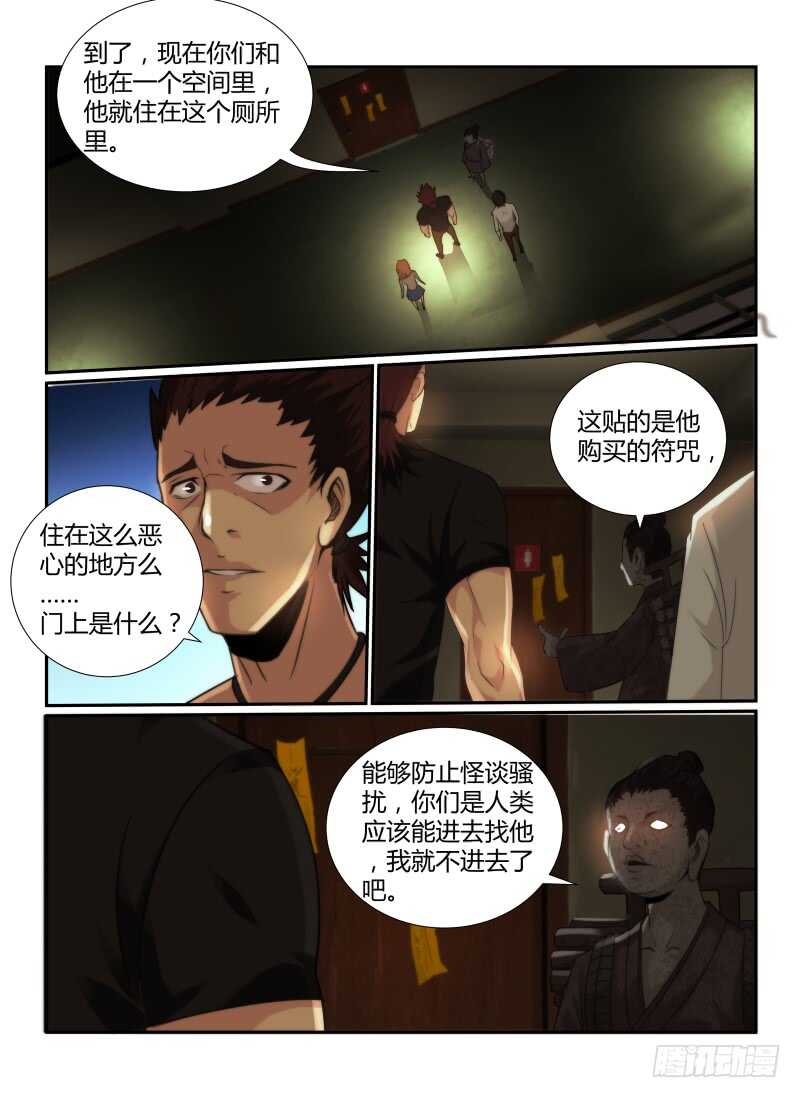 到了，现在你们和
他在一个空间里，
他就住在这个厕所
里。
住在这么恶
心的地方么
……
门上是什么？
这贴的是他
购买的符咒，
能够防止怪谈骚
扰，你们是人类
应该能进去找他
，我就不进去了
吧。
腾讯动漫